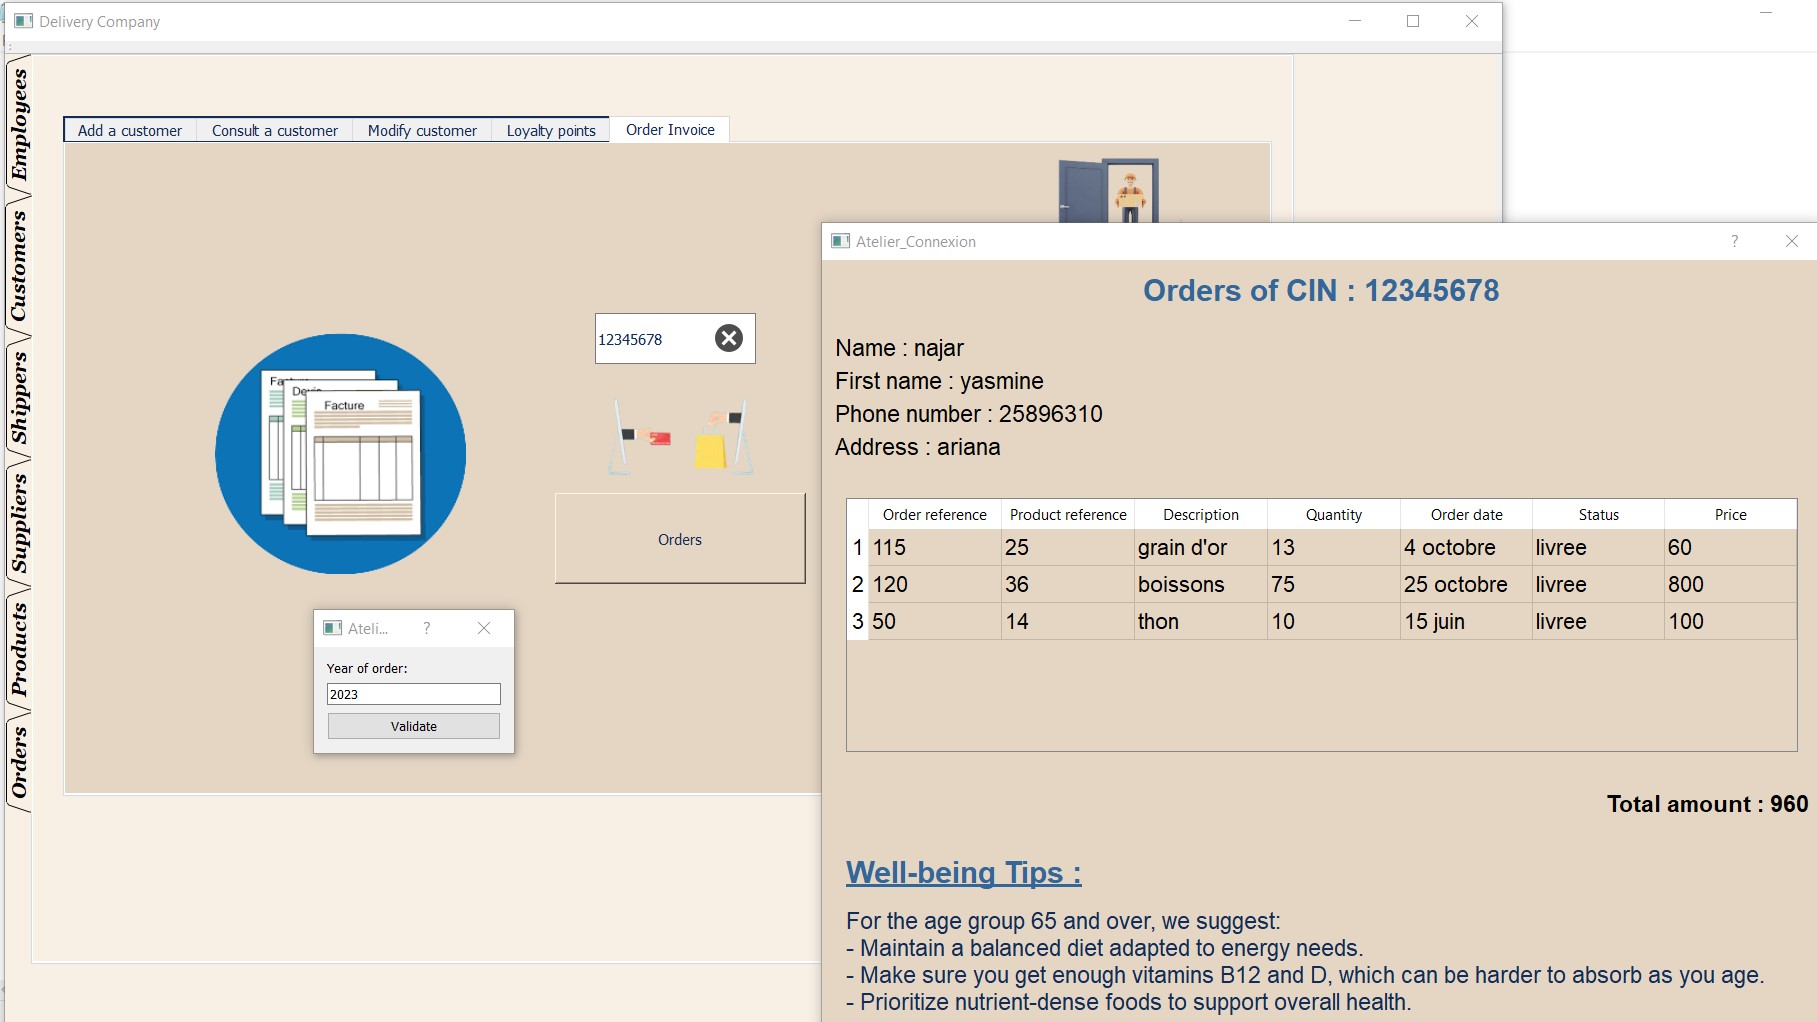 Delivery Company
Employees
Customers
Shippers
Suppliers
Products
Orders
Add a customer
Consult a customer
Modify customer
Loyalty points
Order Invoice
12345678
Facture
Orders
Ateli...
?
Year of order:
2023
Validate
Atelier_Connexion
?
Orders of CIN : 12345678
Name : najar
First name : yasmine
Phone number : 25896310
Address : ariana
Order reference Product reference Description Quantity Order date Status Price
1 115 25 grain d'or 13 4 octobre livree 60
2 120 36 boissons 75 25 octobre livree 800
3 50 14 thon 10 15 juin livree 100
Total amount : 960
Well-being Tips :
For the age group 65 and over, we suggest:
- Maintain a balanced diet adapted to energy needs.
- Make sure you get enough vitamins B12 and D, which can be harder to absorb as you age.
- Prioritize nutrient-dense foods to support overall health.